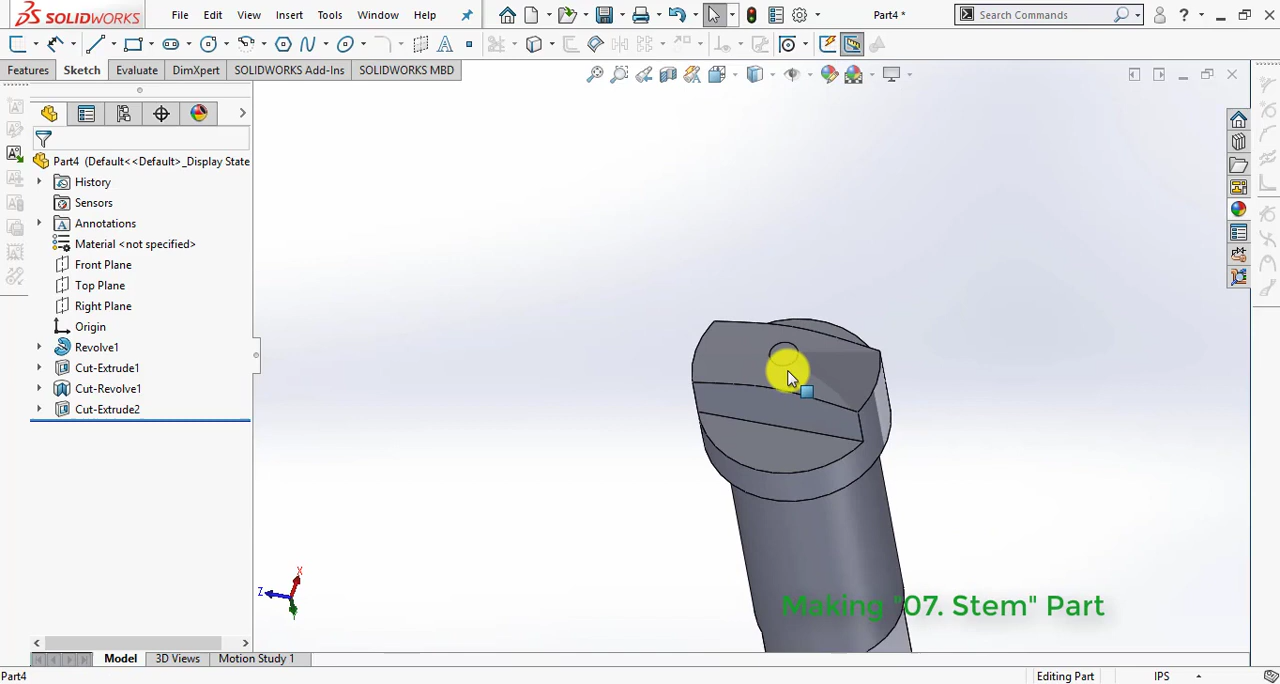 SOLIDWORKS File Edit View Insert Tools Window Help Part4 * Search Commands ?
Features Sketch Evaluate DimXpert SOLIDWORKS Add-Ins SOLIDWORKS MBD
Part4 (Default<<Default>_Display State
History
Sensors
Annotations
Material <not specified>
Front Plane
Top Plane
Right Plane
Origin
Revolve1
Cut-Extrude1
Cut-Revolve1
Cut-Extrude2
X
Z
Making "07. Stem" Part
Model 3D Views Motion Study 1
Part4 Editing Part IPS